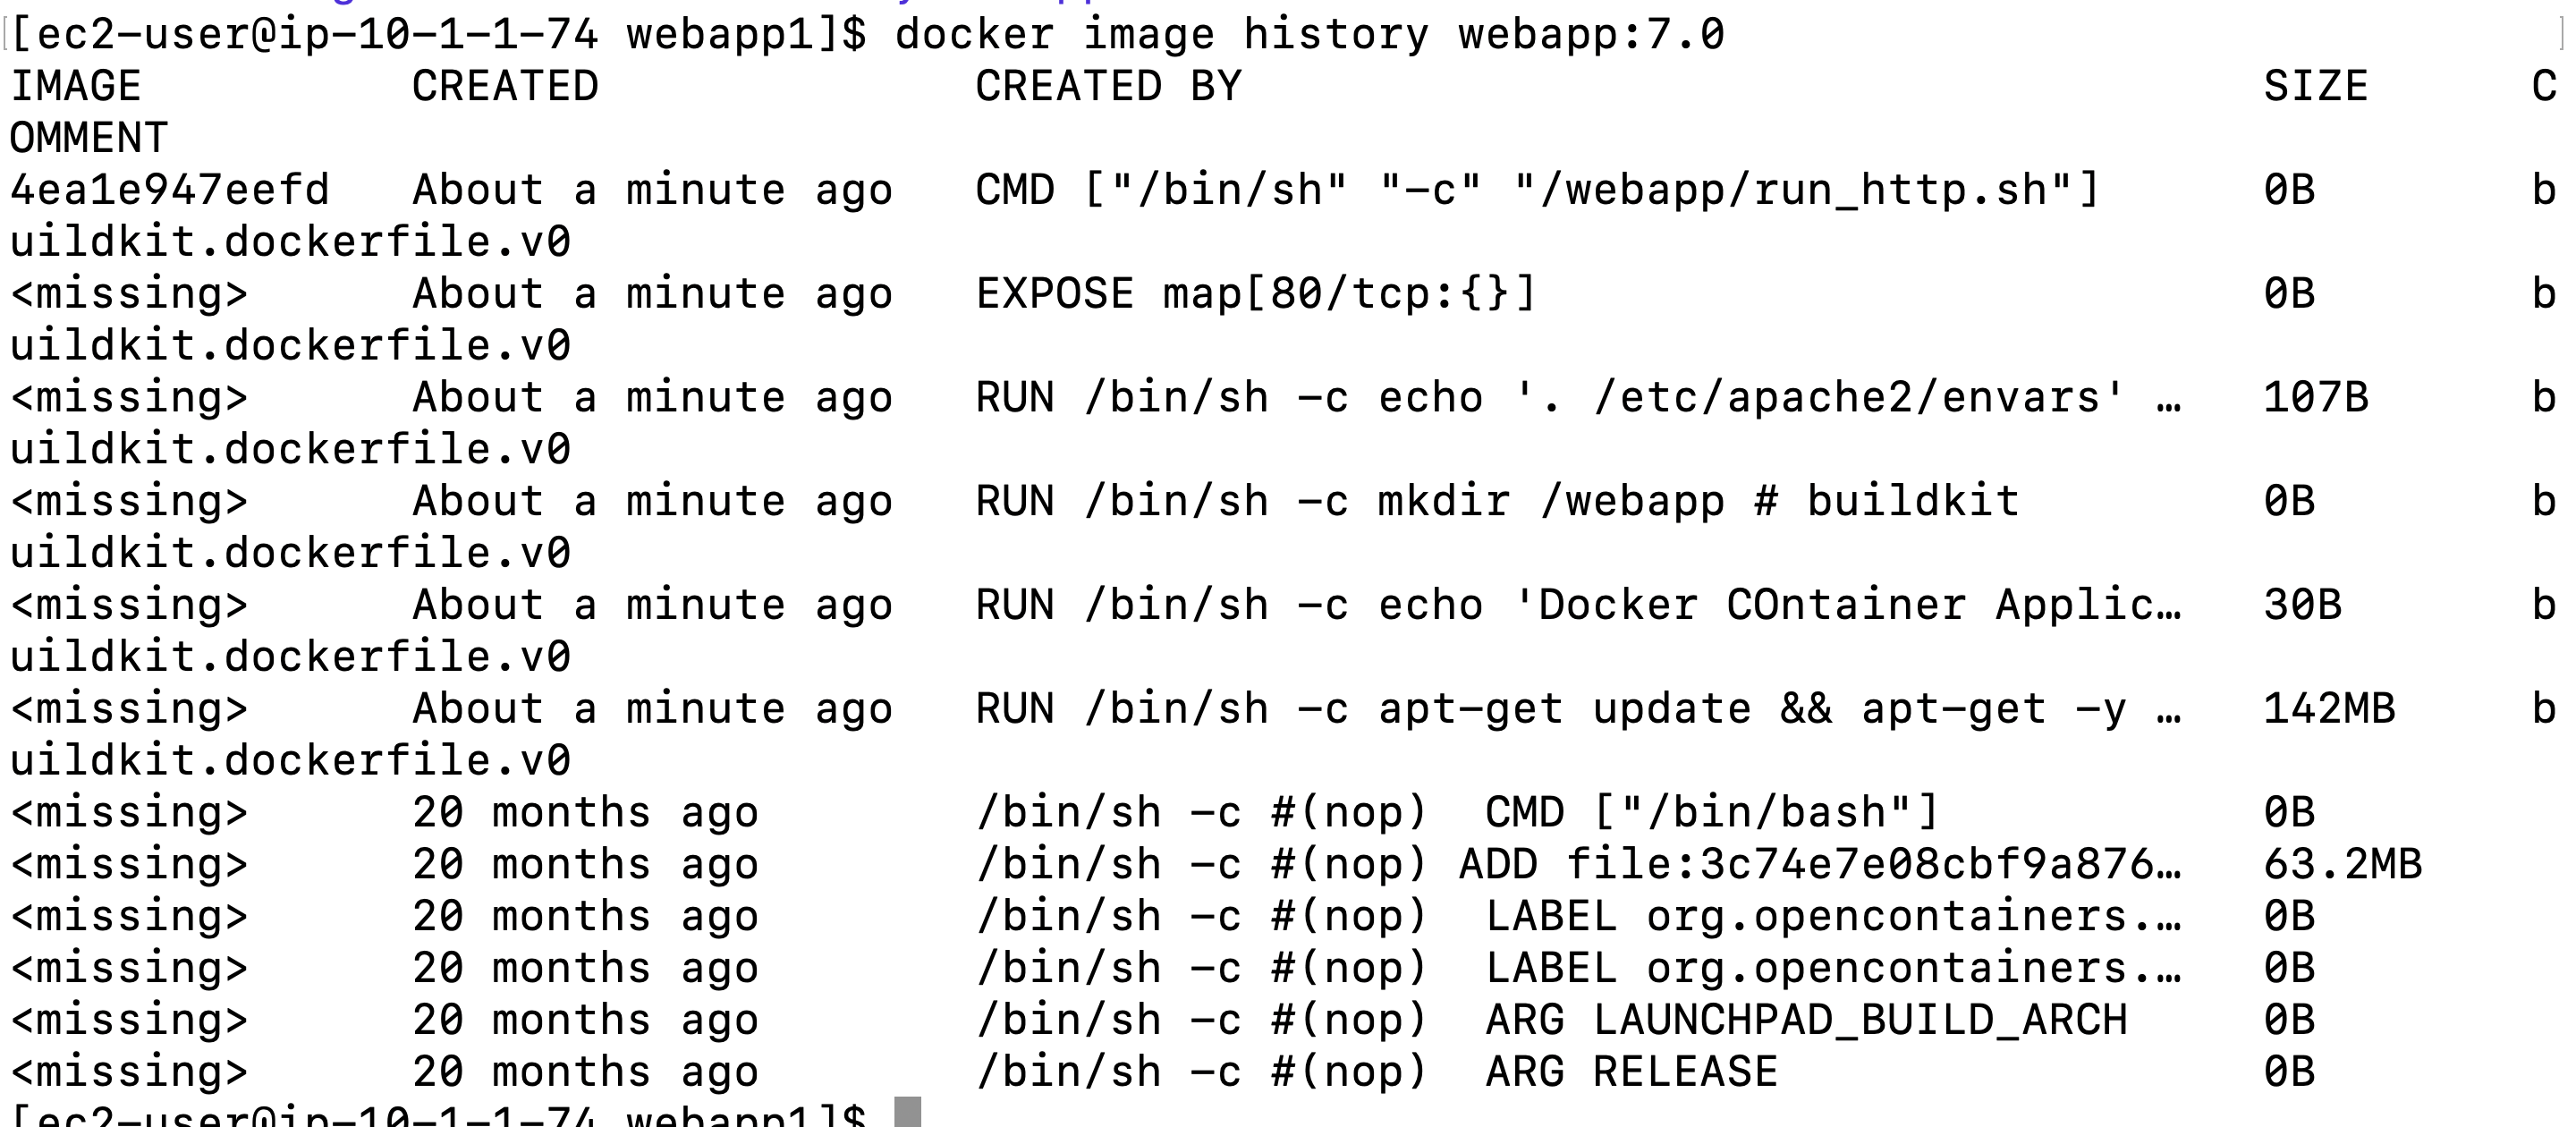 [ec2-user@ip-10-1-1-74 webapp1]$ docker image history webapp:7.0
IMAGE CREATED CREATED BY SIZE C
OMMENT
4ea1e947eefd About a minute ago CMD ["/bin/sh" "-c" "/webapp/run_http.sh"] 0B b
uildkit.dockerfile.v0
<missing> About a minute ago EXPOSE map[80/tcp:{}] 0B b
uildkit.dockerfile.v0
<missing> About a minute ago RUN /bin/sh -c echo '. /etc/apache2/envars' … 107B b
uildkit.dockerfile.v0
<missing> About a minute ago RUN /bin/sh -c mkdir /webapp # buildkit 0B b
uildkit.dockerfile.v0
<missing> About a minute ago RUN /bin/sh -c echo 'Docker COntainer Applic… 30B b
uildkit.dockerfile.v0
<missing> About a minute ago RUN /bin/sh -c apt-get update && apt-get -y … 142MB b
uildkit.dockerfile.v0
<missing> 20 months ago /bin/sh -c #(nop) CMD ["/bin/bash"] 0B
<missing> 20 months ago /bin/sh -c #(nop) ADD file:3c74e7e08cbf9a876… 63.2MB
<missing> 20 months ago /bin/sh -c #(nop) LABEL org.opencontainers.… 0B
<missing> 20 months ago /bin/sh -c #(nop) LABEL org.opencontainers.… 0B
<missing> 20 months ago /bin/sh -c #(nop) ARG LAUNCHPAD_BUILD_ARCH 0B
<missing> 20 months ago /bin/sh -c #(nop) ARG RELEASE 0B
[ec2-user@ip-10-1-1-74 webapp1]$